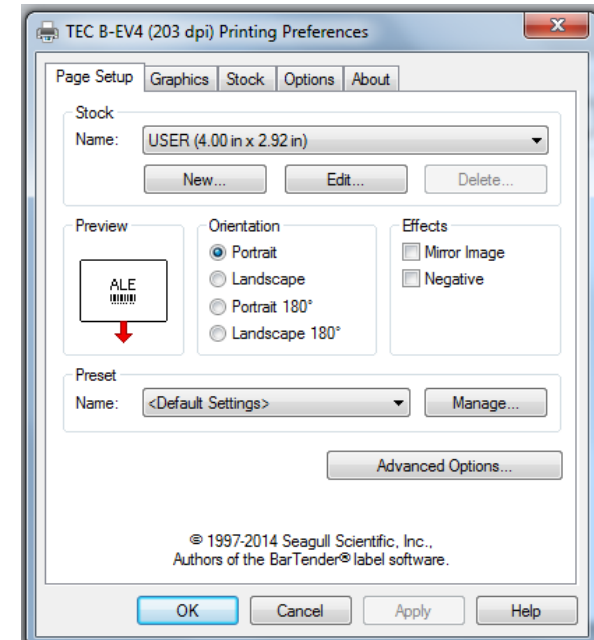 TEC B-EV4 (203 dpi) Printing Preferences
Page Setup Graphics Stock Options About
Stock
Name: USER (4.00 in x 2.92 in)
New... Edit... Delete...
Preview Orientation Effects
Portrait Mirror Image
ALE Landscape Negative
Portrait 180°
Landscape 180°
Preset
Name: <Default Settings> Manage...
Advanced Options...
© 1997-2014 Seagull Scientific, Inc.,
Authors of the BarTender® label software.
OK Cancel Apply Help